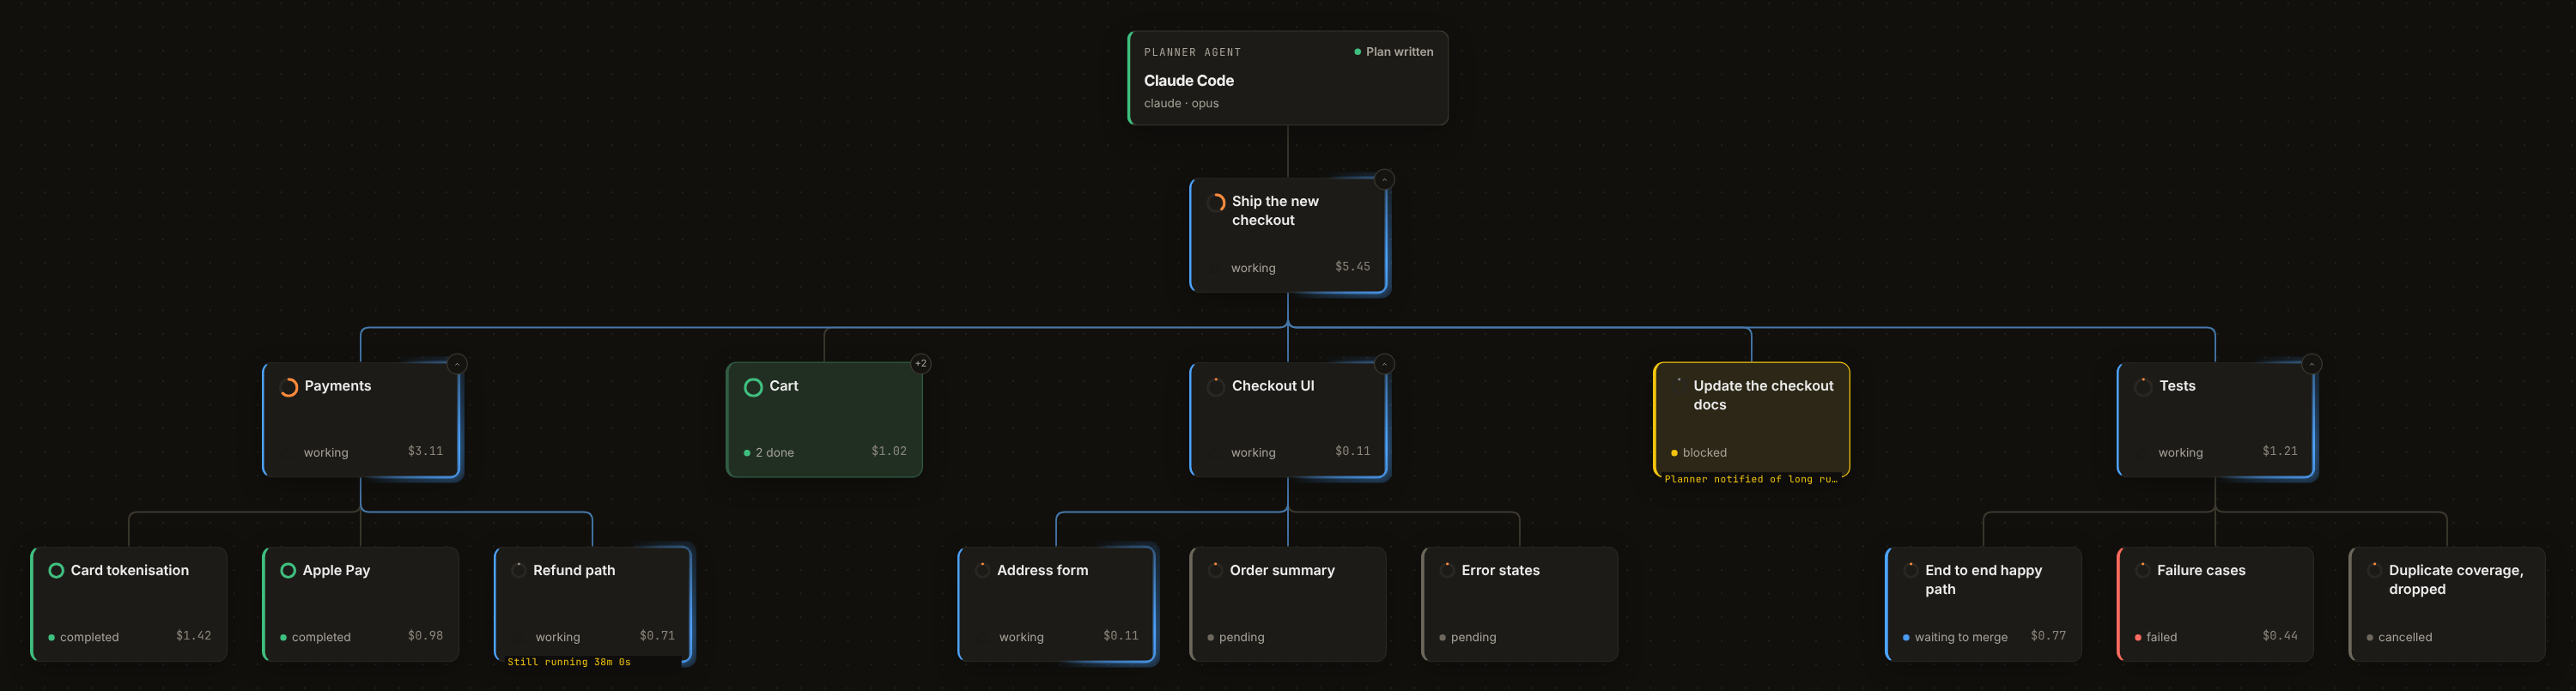 PLANNER AGENT
Plan written
Claude Code
claude · opus
Ship the new
checkout
working
$5.45
Payments
working
$3.11
+2
Cart
2 done
$1.02
Checkout UI
working
$0.11
Update the checkout
docs
blocked
Planner notified of long ru…
Tests
working
$1.21
Card tokenisation
completed
$1.42
Apple Pay
completed
$0.98
Refund path
working
$0.71
Still running 38m 0s
Address form
working
$0.11
Order summary
pending
Error states
pending
End to end happy
path
waiting to merge
$0.77
Failure cases
failed
$0.44
Duplicate coverage,
dropped
cancelled